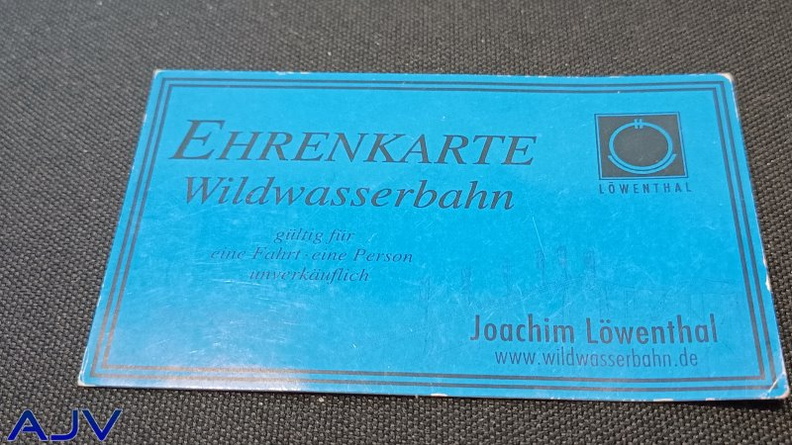 EHRENKARTE
Wildwasserbahn
gültig für
eine Fahrt · eine Person
unverkäuflich
LÖWENTHAL
Joachim Löwenthal
www.wildwasserbahn.de
AJV